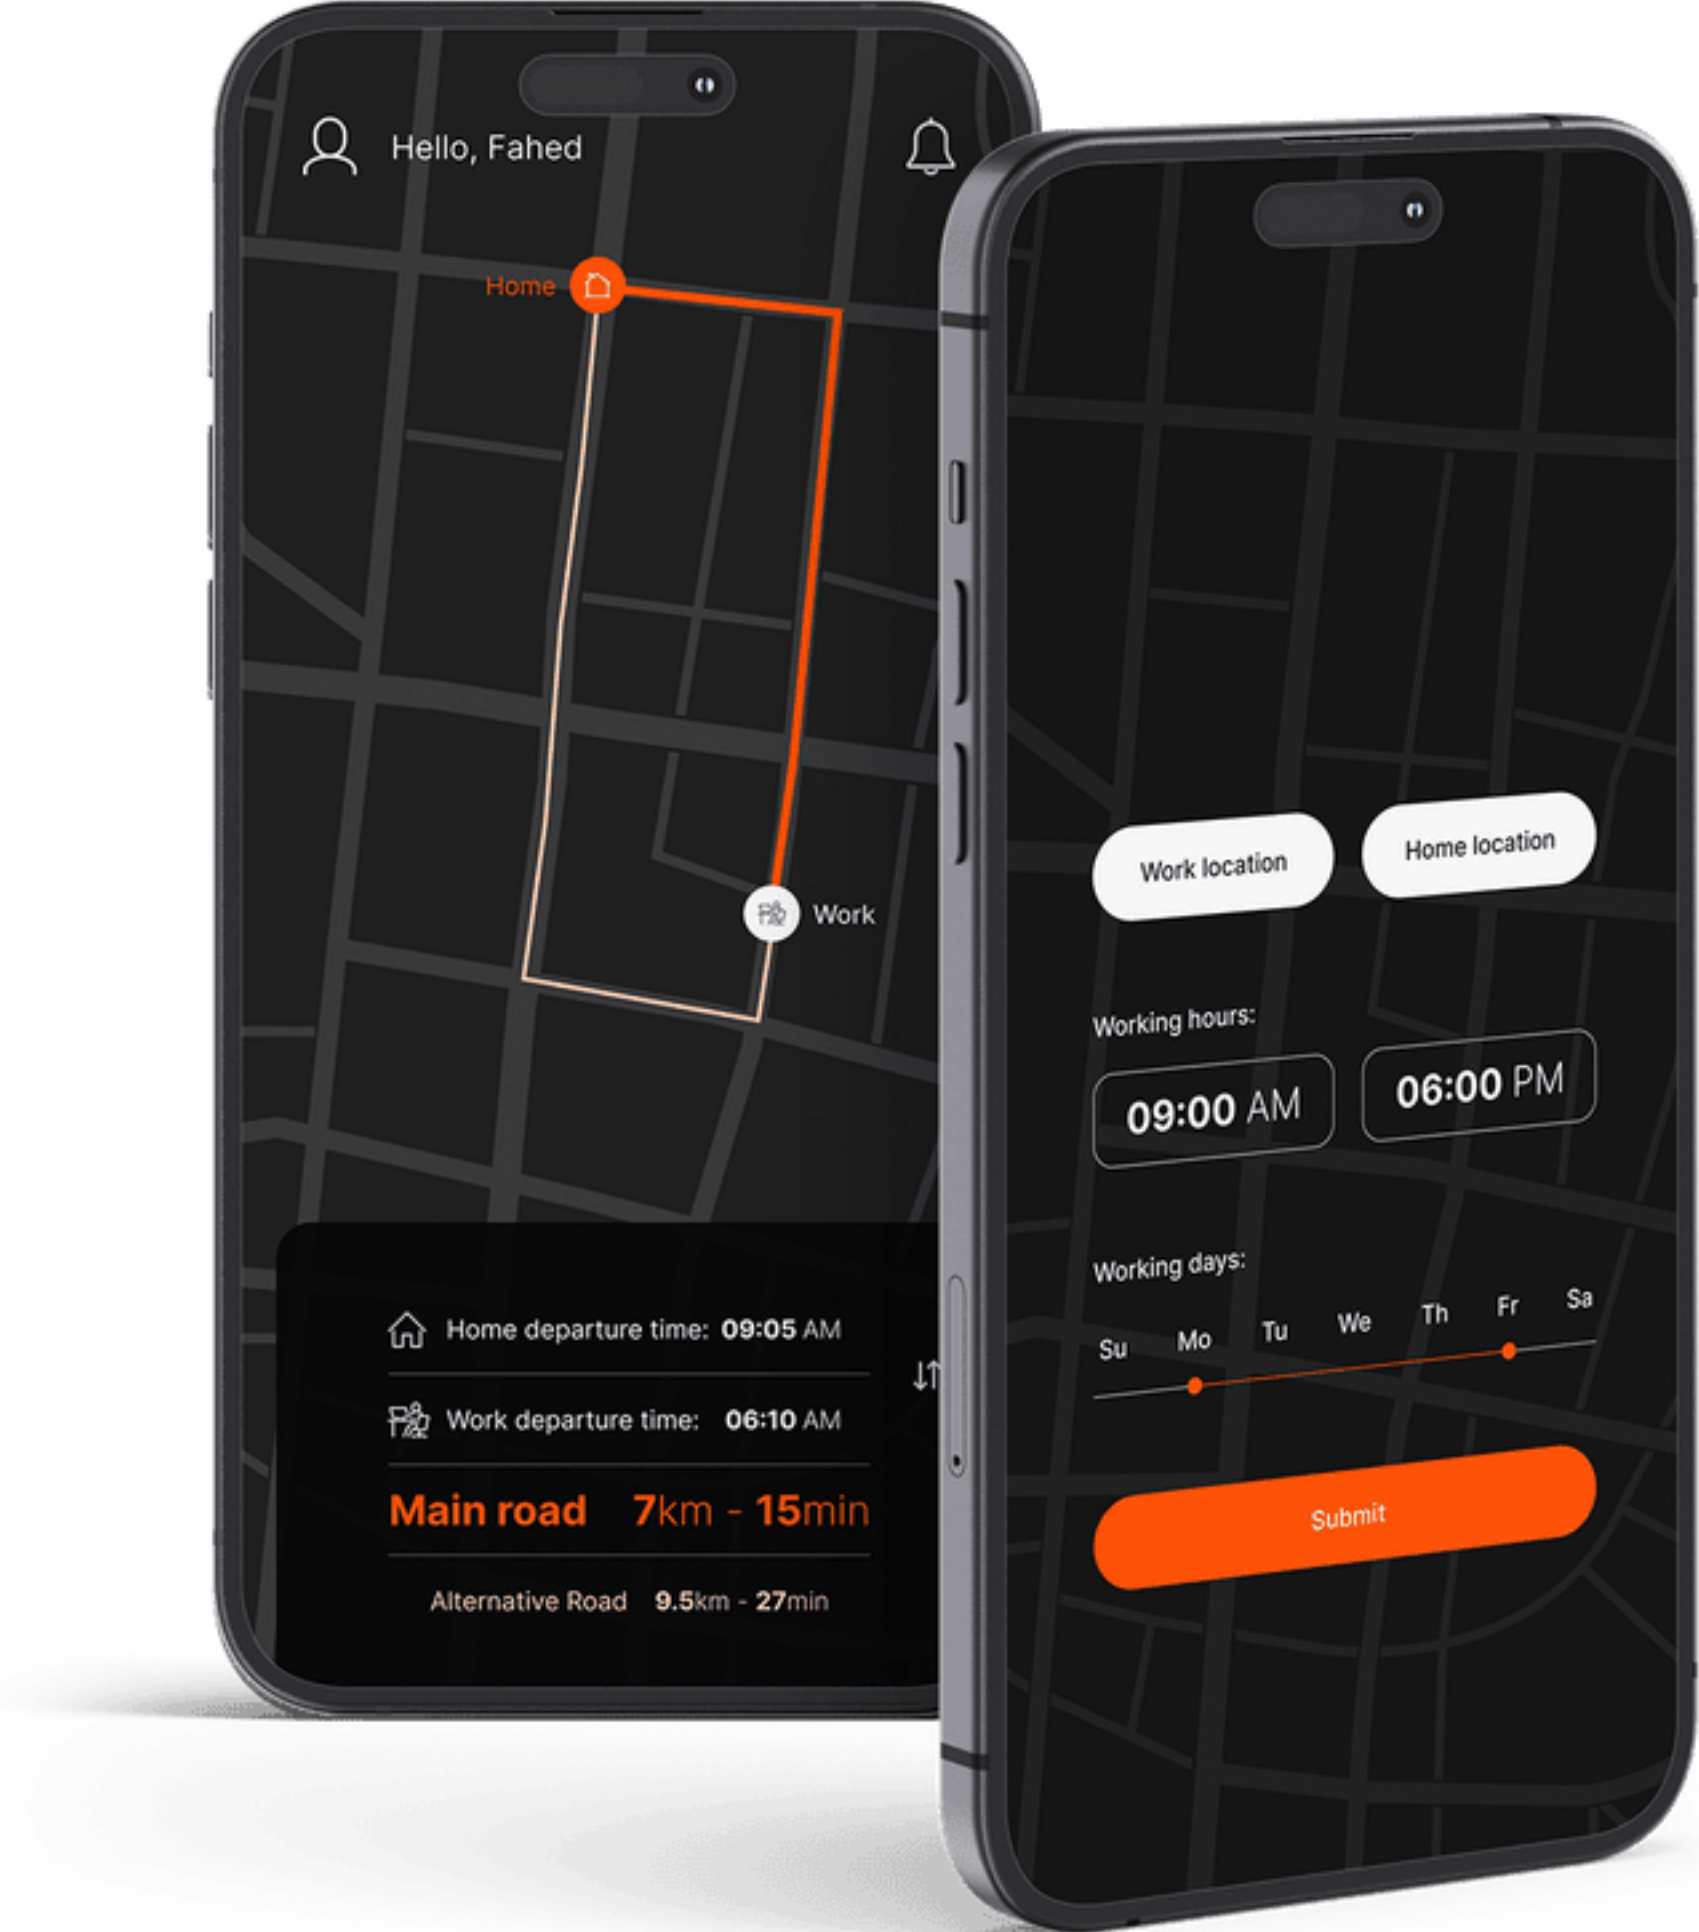 Hello, Fahed
Home
Work
Home departure time: 09:05 AM
Work departure time: 06:10 AM
Main road 7km - 15min
Alternative Road 9.5km - 27min
Work location Home location
Working hours:
09:00 AM 06:00 PM
Working days:
Su Mo Tu We Th Fr Sa
Submit